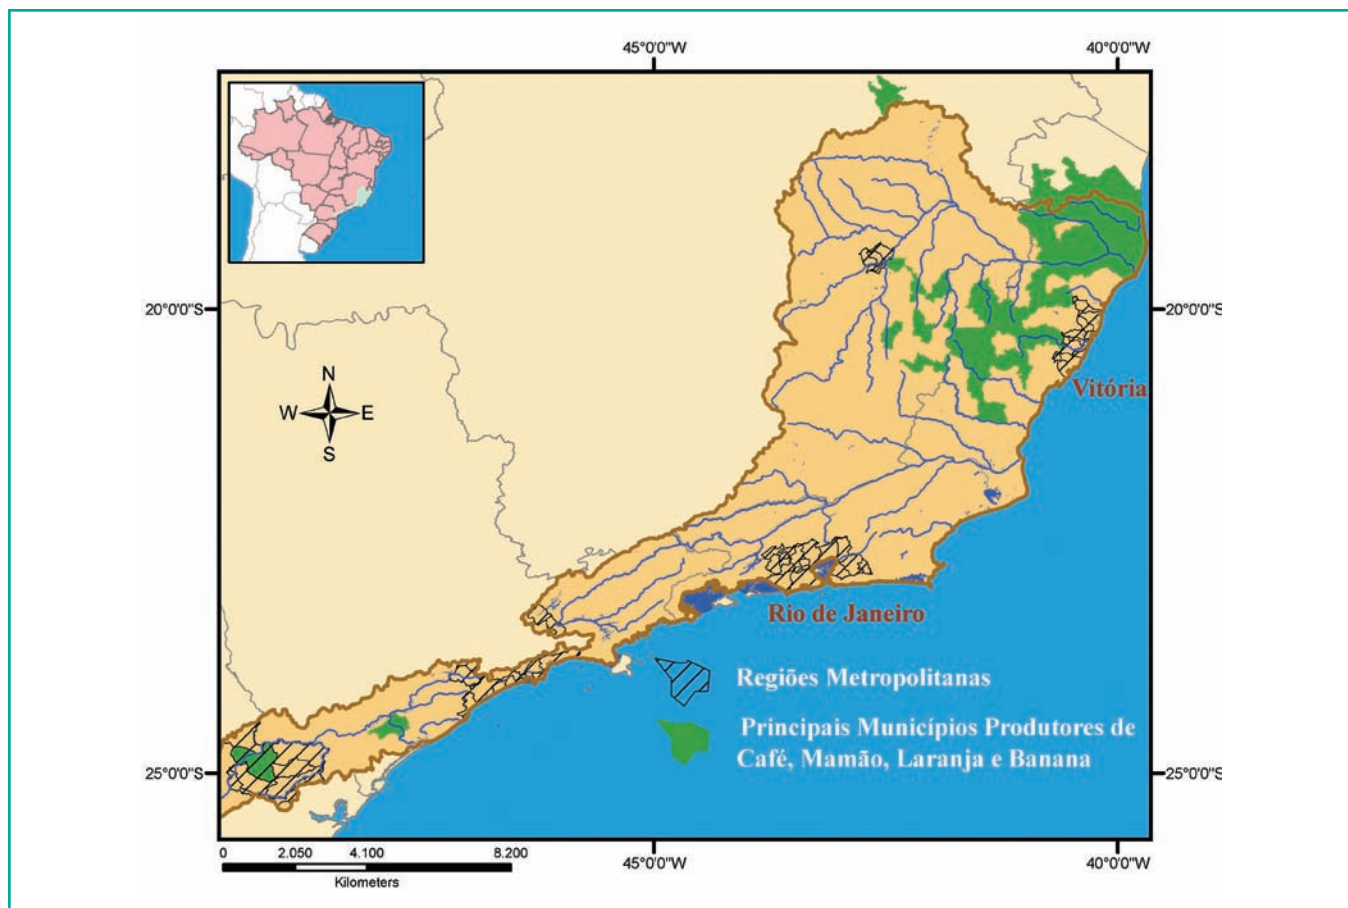 45°0'0"W
40°0'0"W
20°0'0"S
20°0'0"S
N
W
E
S
Vitória
Rio de Janeiro
Regiões Metropolitanas
Principais Municípios Produtores de
Café, Mamão, Laranja e Banana
25°0'0"S
25°0'0"S
0
2.050
4.100
8.200
Kilometers
45°0'0"W
40°0'0"W